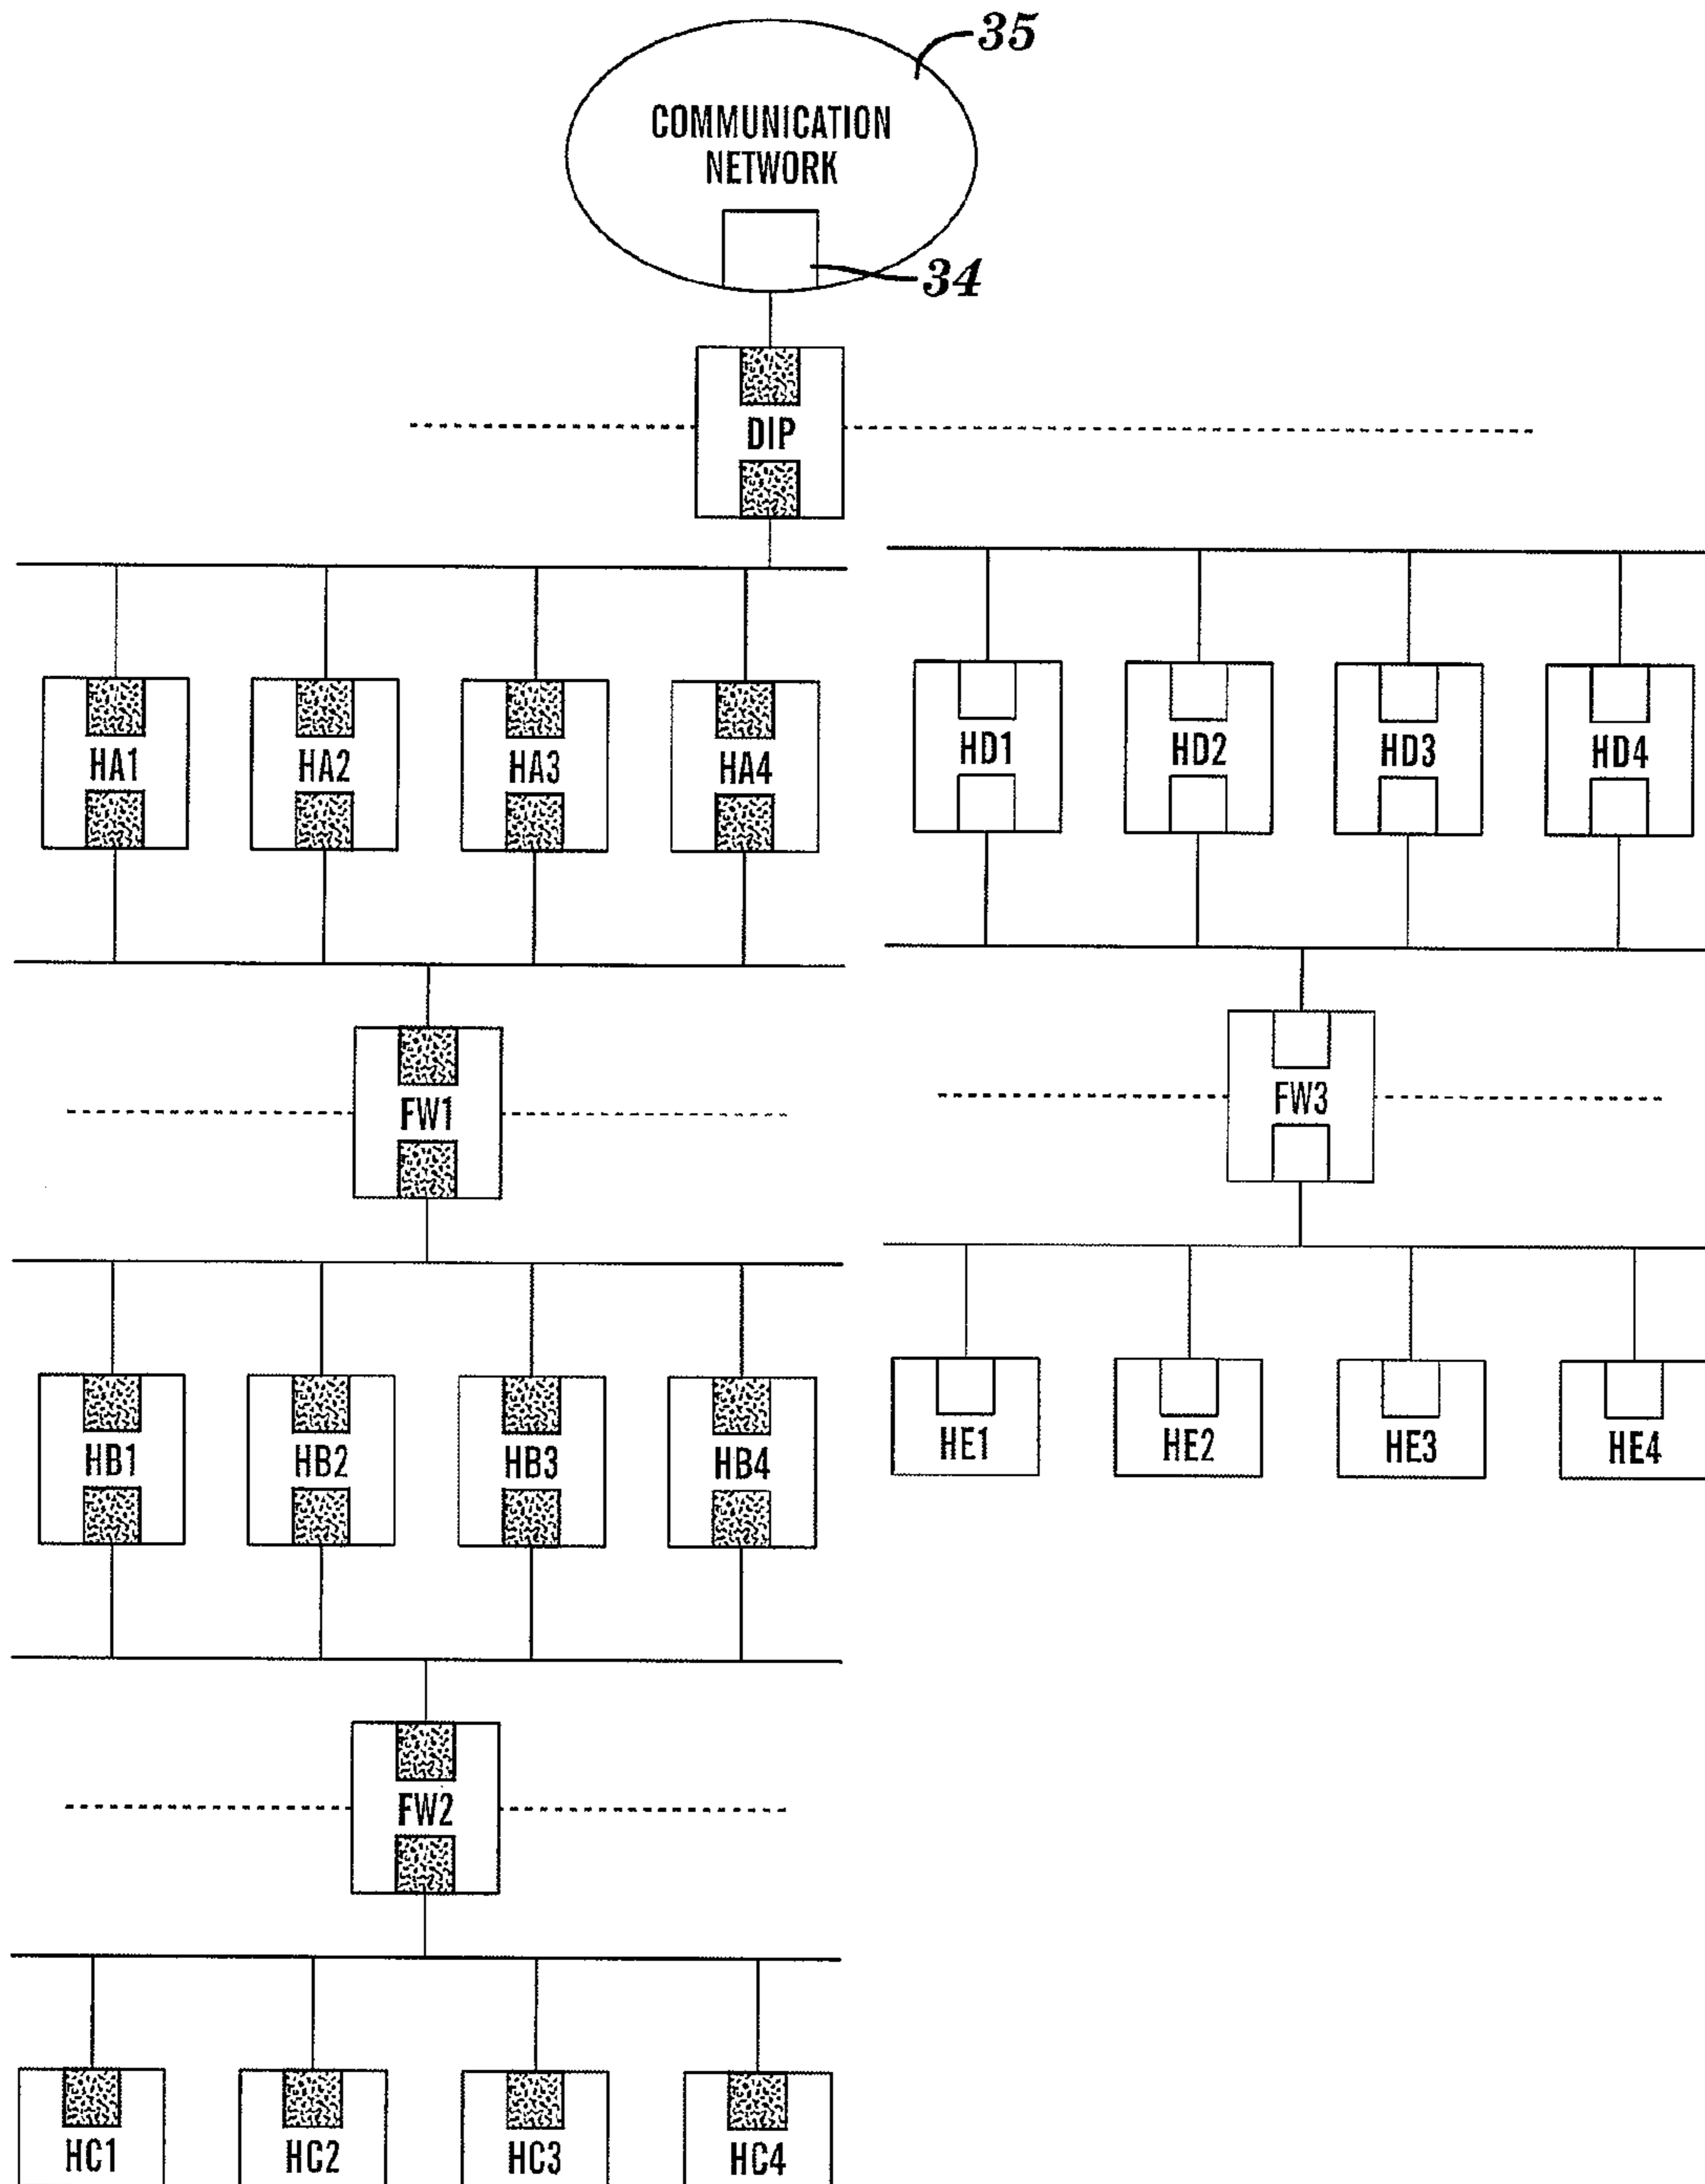 35
COMMUNICATION
NETWORK
34
DIP
HA1 HA2 HA3 HA4
HD1 HD2 HD3 HD4
FW1
FW3
HB1 HB2 HB3 HB4
HE1 HE2 HE3 HE4
FW2
HC1 HC2 HC3 HC4